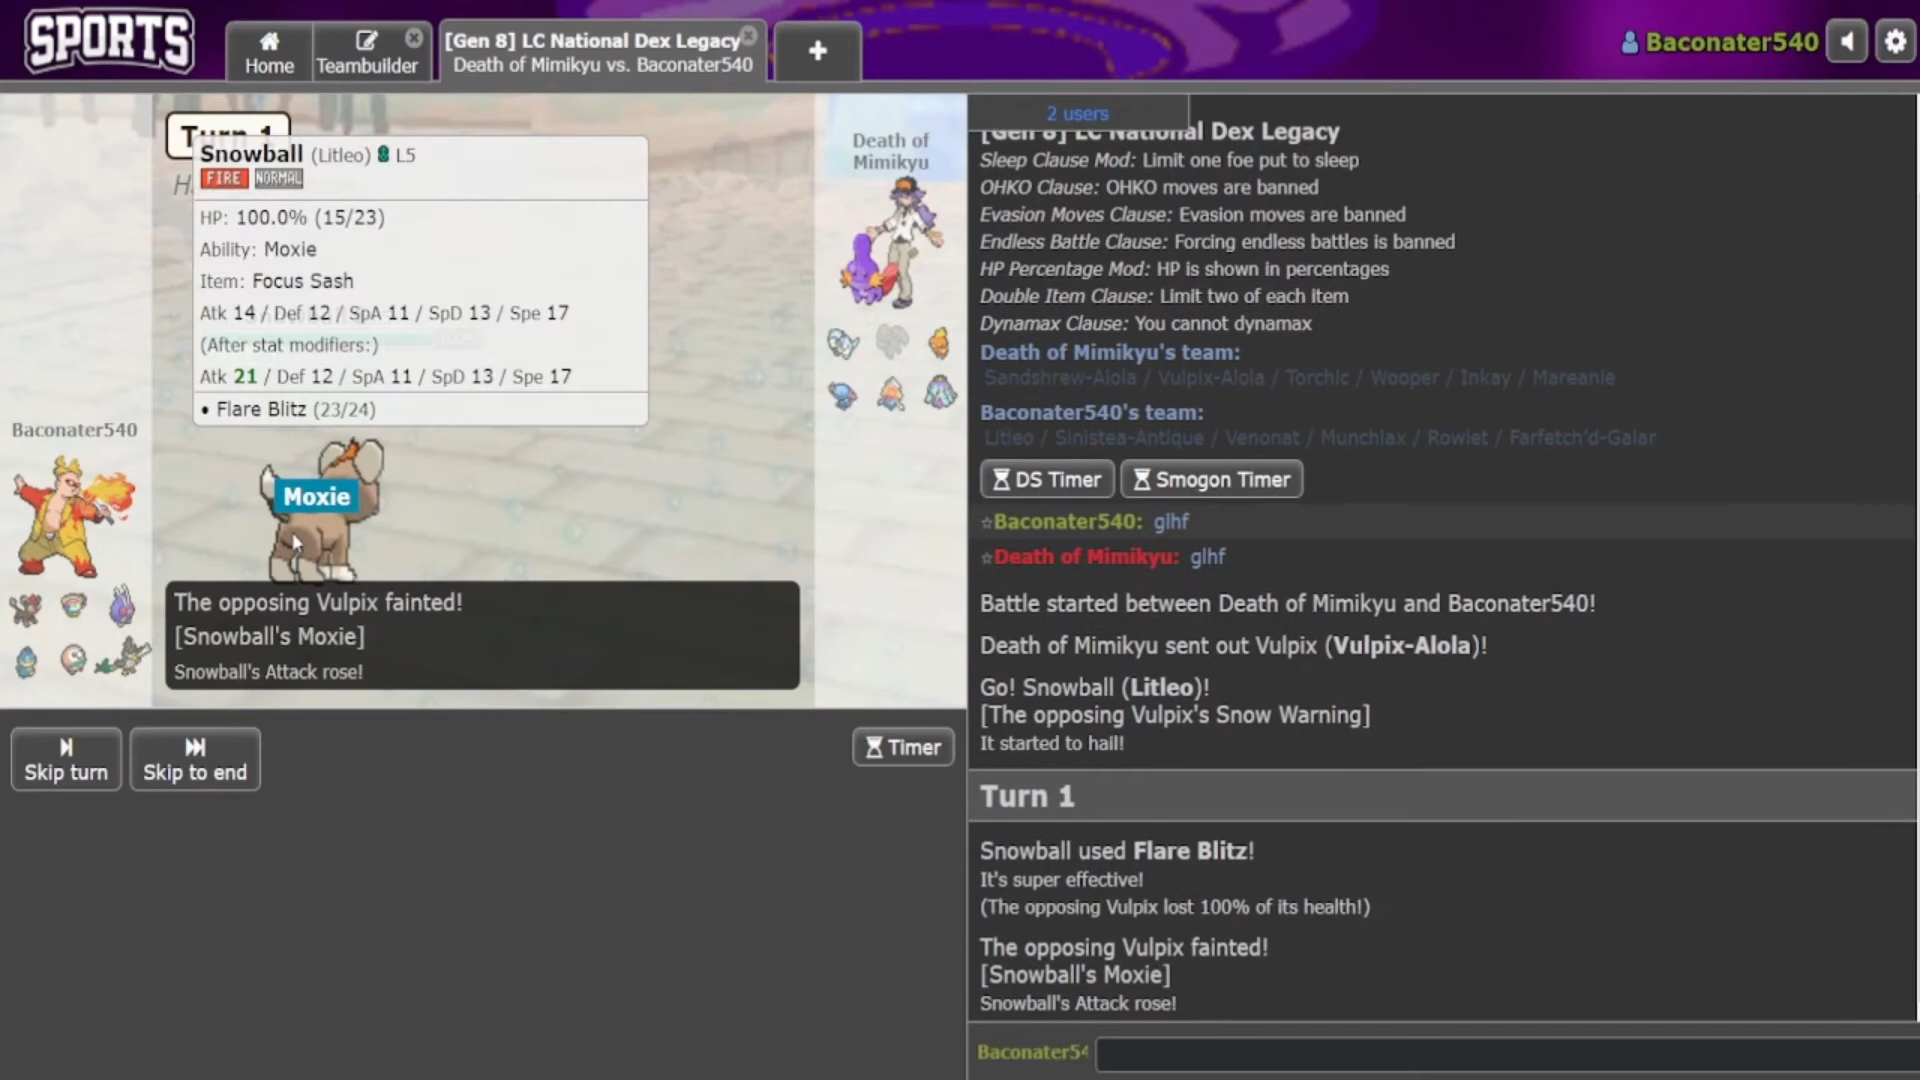 SPORTS
Home
Teambuilder
[Gen 8] LC National Dex Legacy
Death of Mimikyu vs. Baconater540
Baconater540
Turn 1
Snowball (Litleo) L5
FIRE NORMAL
HP: 100.0% (15/23)
Ability: Moxie
Item: Focus Sash
Atk 14 / Def 12 / SpA 11 / SpD 13 / Spe 17
(After stat modifiers:)
Atk 21 / Def 12 / SpA 11 / SpD 13 / Spe 17
• Flare Blitz (23/24)
Death of
Mimikyu
Baconater540
Moxie
The opposing Vulpix fainted!
[Snowball's Moxie]
Snowball's Attack rose!
Skip turn
Skip to end
Timer
2 users
[Gen 8] LC National Dex Legacy
Sleep Clause Mod: Limit one foe put to sleep
OHKO Clause: OHKO moves are banned
Evasion Moves Clause: Evasion moves are banned
Endless Battle Clause: Forcing endless battles is banned
HP Percentage Mod: HP is shown in percentages
Double Item Clause: Limit two of each item
Dynamax Clause: You cannot dynamax
Death of Mimikyu's team:
Sandshrew-Alola / Vulpix-Alola / Torchic / Wooper / Inkay / Mareanie
Baconater540's team:
Litleo / Sinistea-Antique / Venonat / Munchlax / Rowlet / Farfetch'd-Galar
DS Timer
Smogon Timer
☆Baconater540: glhf
☆Death of Mimikyu: glhf
Battle started between Death of Mimikyu and Baconater540!
Death of Mimikyu sent out Vulpix (Vulpix-Alola)!
Go! Snowball (Litleo)!
[The opposing Vulpix's Snow Warning]
It started to hail!
Turn 1
Snowball used Flare Blitz!
It's super effective!
(The opposing Vulpix lost 100% of its health!)
The opposing Vulpix fainted!
[Snowball's Moxie]
Snowball's Attack rose!
Baconater54